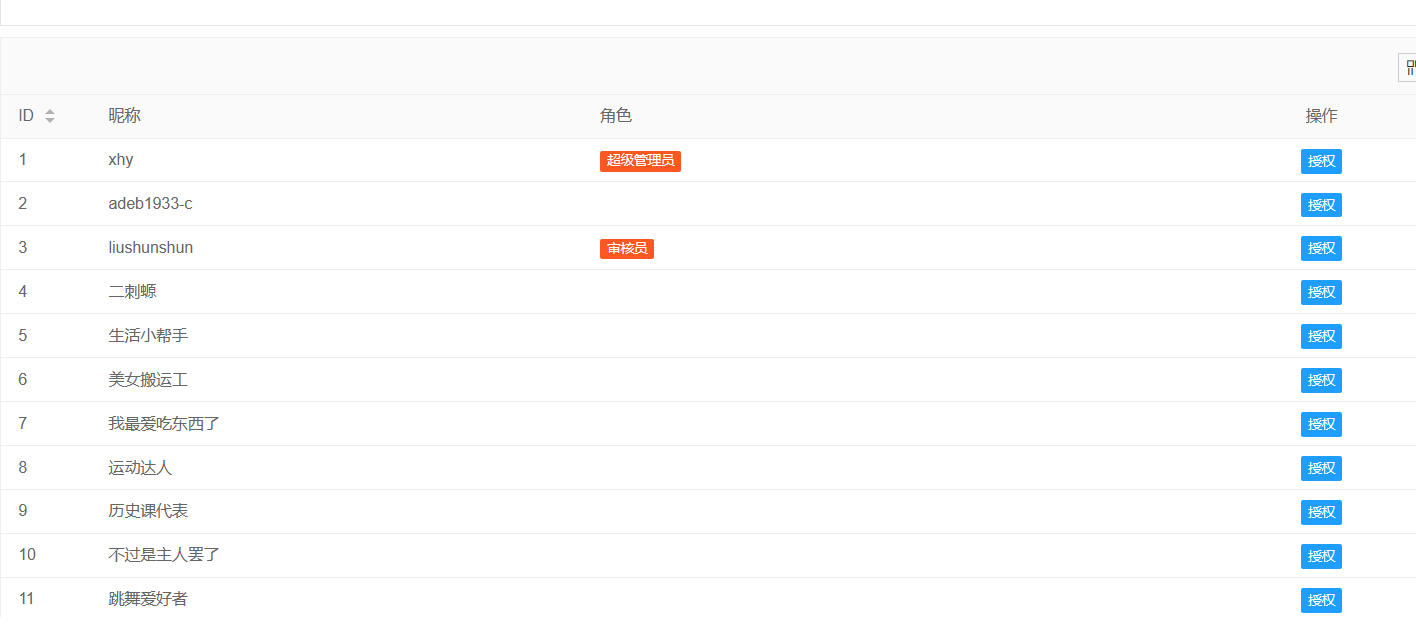 ID 昵称 角色 操作
1 xhy 超级管理员 授权
2 adeb1933-c 授权
3 liushunshun 审核员 授权
4 二刺螈 授权
5 生活小帮手 授权
6 美女搬运工 授权
7 我最爱吃东西了 授权
8 运动达人 授权
9 历史课代表 授权
10 不过是主人罢了 授权
11 跳舞爱好者 授权